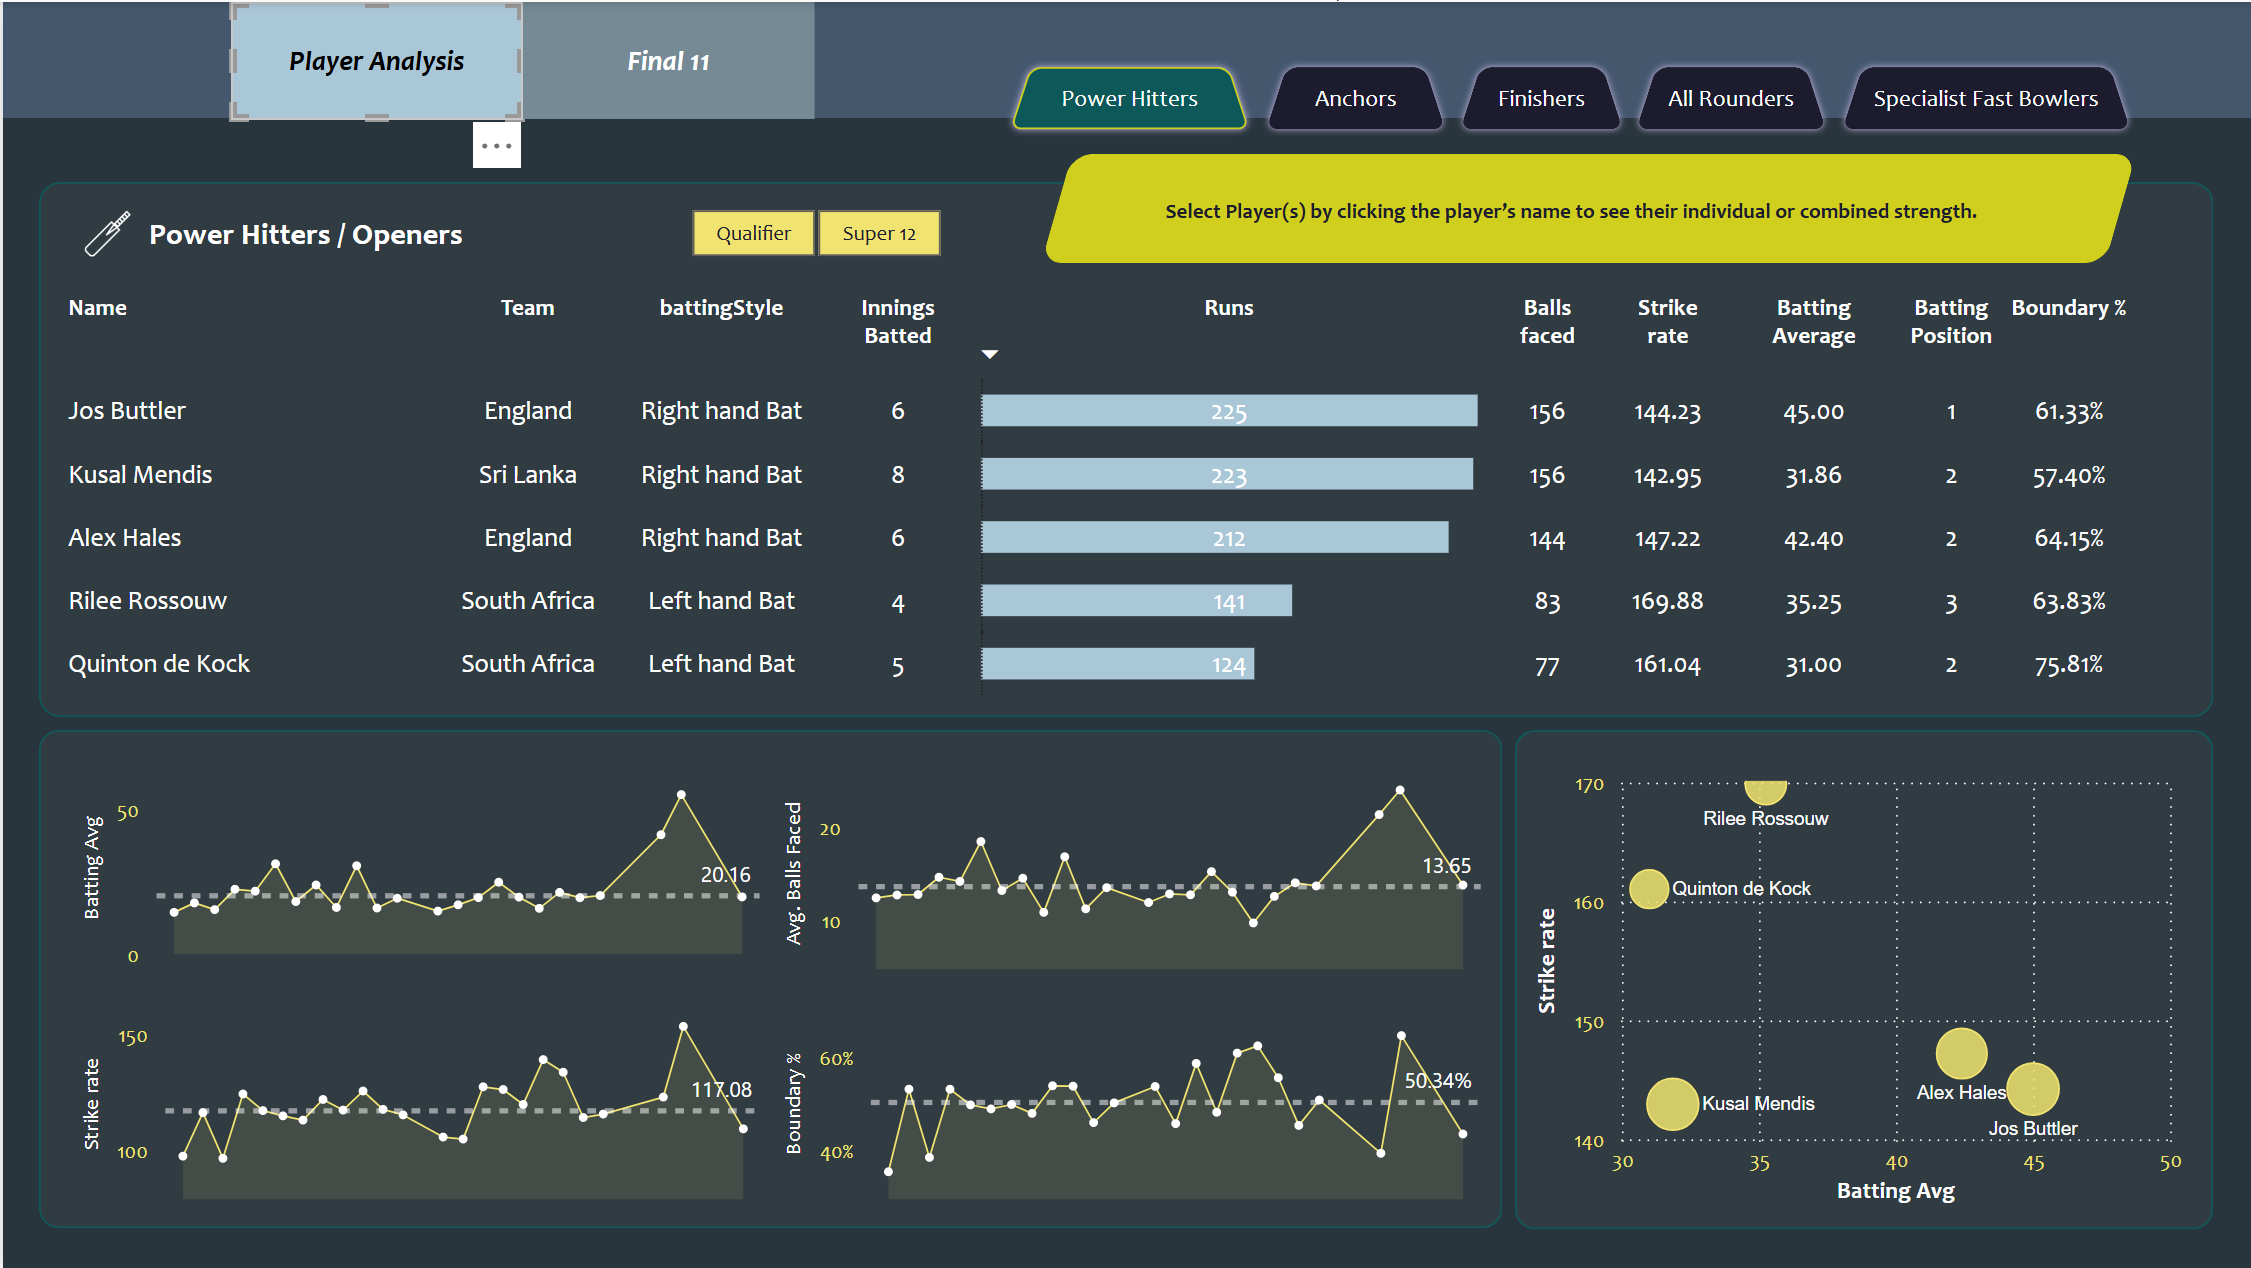 Player Analysis
Final 11
Power Hitters
Anchors
Finishers
All Rounders
Specialist Fast Bowlers
Select Player(s) by clicking the player's name to see their individual or combined strength.
Power Hitters / Openers
Qualifier
Super 12
Name Team battingStyle Innings Batted Runs Balls faced Strike rate Batting Average Batting Position Boundary %
Jos Buttler England Right hand Bat 6 225 156 144.23 45.00 1 61.33%
Kusal Mendis Sri Lanka Right hand Bat 8 223 156 142.95 31.86 2 57.40%
Alex Hales England Right hand Bat 6 212 144 147.22 42.40 2 64.15%
Rilee Rossouw South Africa Left hand Bat 4 141 83 169.88 35.25 3 63.83%
Quinton de Kock South Africa Left hand Bat 5 124 77 161.04 31.00 2 75.81%
Batting Avg
50
0
20.16
Avg. Balls Faced
20
10
13.65
Strike rate
150
100
117.08
Boundary %
60%
40%
50.34%
Strike rate
170
160
150
140
Rilee Rossouw
Quinton de Kock
Alex Hales
Kusal Mendis
Jos Buttler
30 35 40 45 50
Batting Avg